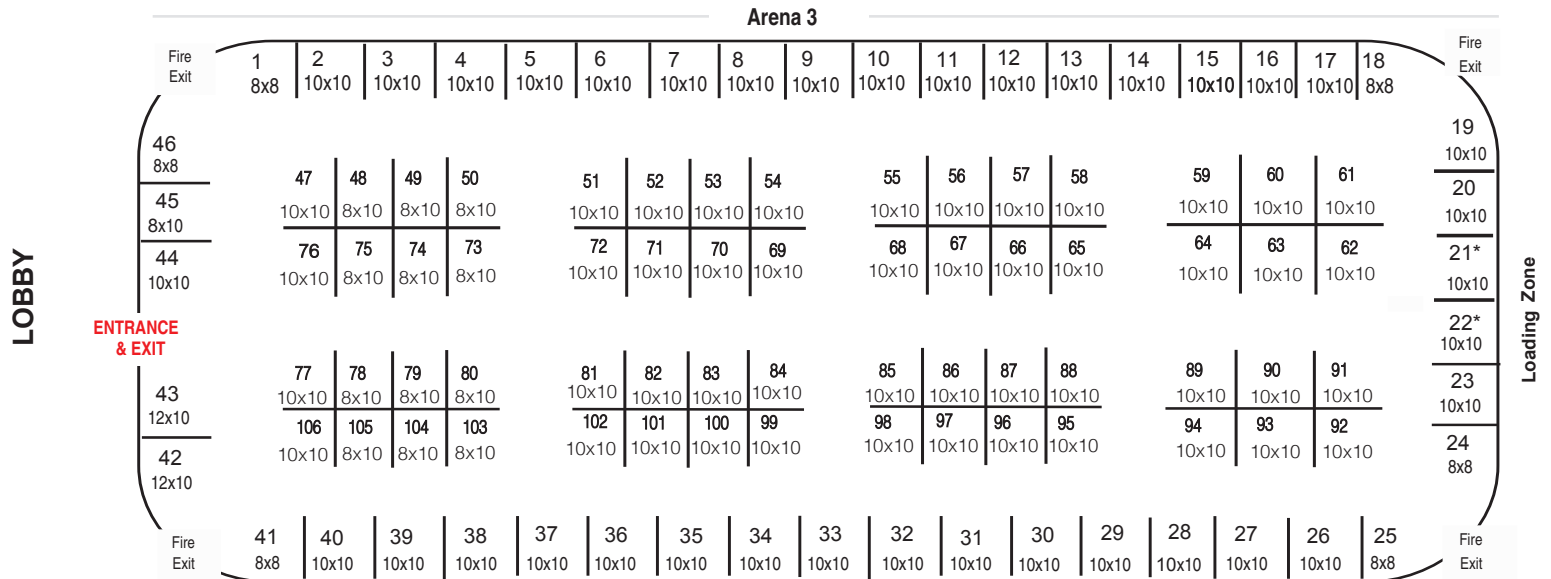 Arena 3
Fire
Exit
1 2 3 4 5 6 7 8 9 10 11 12 13 14 15 16 17 18
8x8 10x10 10x10 10x10 10x10 10x10 10x10 10x10 10x10 10x10 10x10 10x10 10x10 10x10 10x10 10x10 10x10 8x8
Fire
Exit
46
8x8
45
8x10
44
10x10
LOBBY
ENTRANCE
& EXIT
43
12x10
42
12x10
47 48 49 50
10x10 8x10 8x10 8x10
76 75 74 73
10x10 8x10 8x10 8x10
51 52 53 54
10x10 10x10 10x10 10x10
72 71 70 69
10x10 10x10 10x10 10x10
55 56 57 58
10x10 10x10 10x10 10x10
68 67 66 65
10x10 10x10 10x10 10x10
59 60 61
10x10 10x10 10x10
64 63 62
10x10 10x10 10x10
77 78 79 80
10x10 8x10 8x10 8x10
106 105 104 103
10x10 8x10 8x10 8x10
81 82 83 84
10x10 10x10 10x10 10x10
102 101 100 99
10x10 10x10 10x10 10x10
85 86 87 88
10x10 10x10 10x10 10x10
98 97 96 95
10x10 10x10 10x10 10x10
89 90 91
10x10 10x10 10x10
94 93 92
10x10 10x10 10x10
19
10x10
20
10x10
21*
10x10
22*
10x10
23
10x10
24
8x8
Loading Zone
Fire
Exit
41 40 39 38 37 36 35 34 33 32 31 30 29 28 27 26 25
8x8 10x10 10x10 10x10 10x10 10x10 10x10 10x10 10x10 10x10 10x10 10x10 10x10 10x10 10x10 10x10 8x8
Fire
Exit